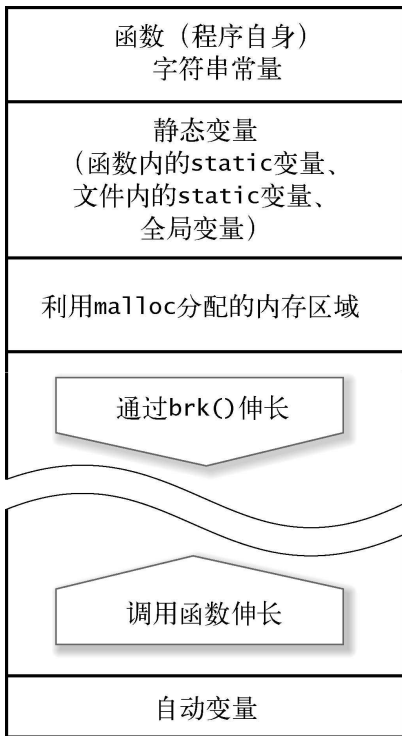 函数（程序自身）
字符串常量
静态变量
（函数内的static变量、
文件内的static变量、
全局变量）
利用malloc分配的内存区域
通过brk()伸长
调用函数伸长
自动变量